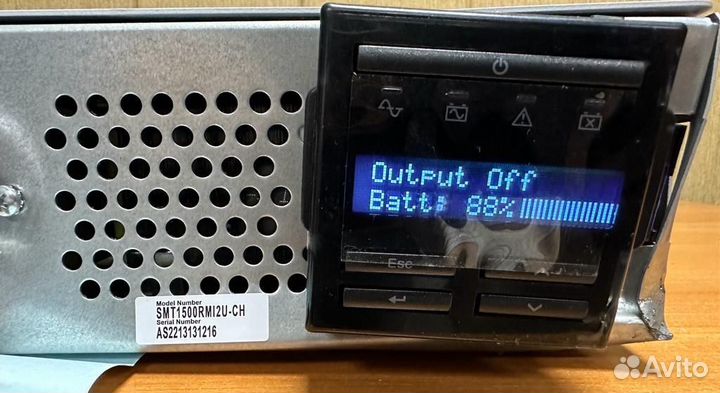 Output Off
Batt: 88%
Esc
Model Number
SMT1500RMI2U-CH
Serial Number
AS2213131216
Avito